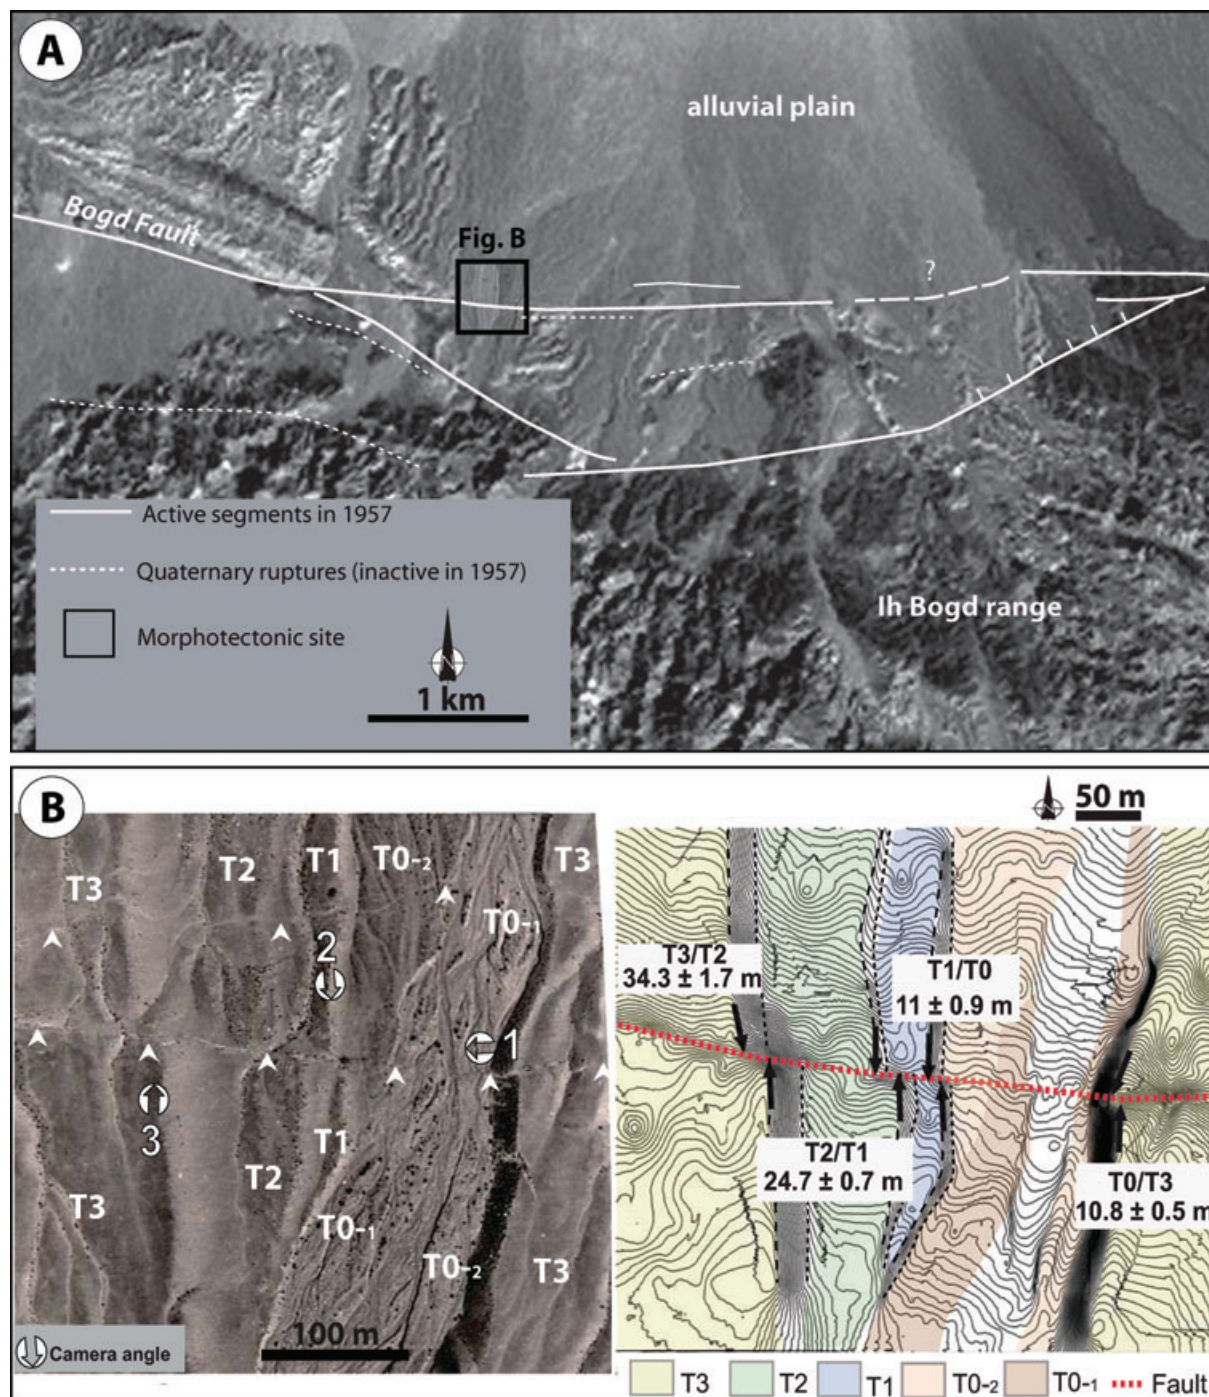 A
alluvial plain
Bogd Fault
Fig. B
?
Active segments in 1957
Quaternary ruptures (inactive in 1957)
Morphotectonic site
N
1 km
Ih Bogd range
B
T3
T2
T1
T0-2
T3
T0-1
2
1
3
T1
T2
T3
T0-1
T0-2
T3
Camera angle
100 m
50 m
T3/T2
34.3 ± 1.7 m
T1/T0
11 ± 0.9 m
T2/T1
24.7 ± 0.7 m
T0/T3
10.8 ± 0.5 m
T3
T2
T1
T0-2
T0-1
Fault